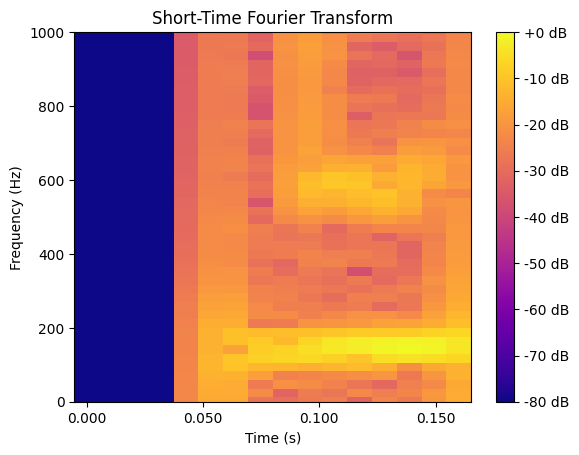 Short-Time Fourier Transform
1000
800
600
400
200
0
Frequency (Hz)
0.000
0.050
0.100
0.150
Time (s)
+0 dB
-10 dB
-20 dB
-30 dB
-40 dB
-50 dB
-60 dB
-70 dB
-80 dB